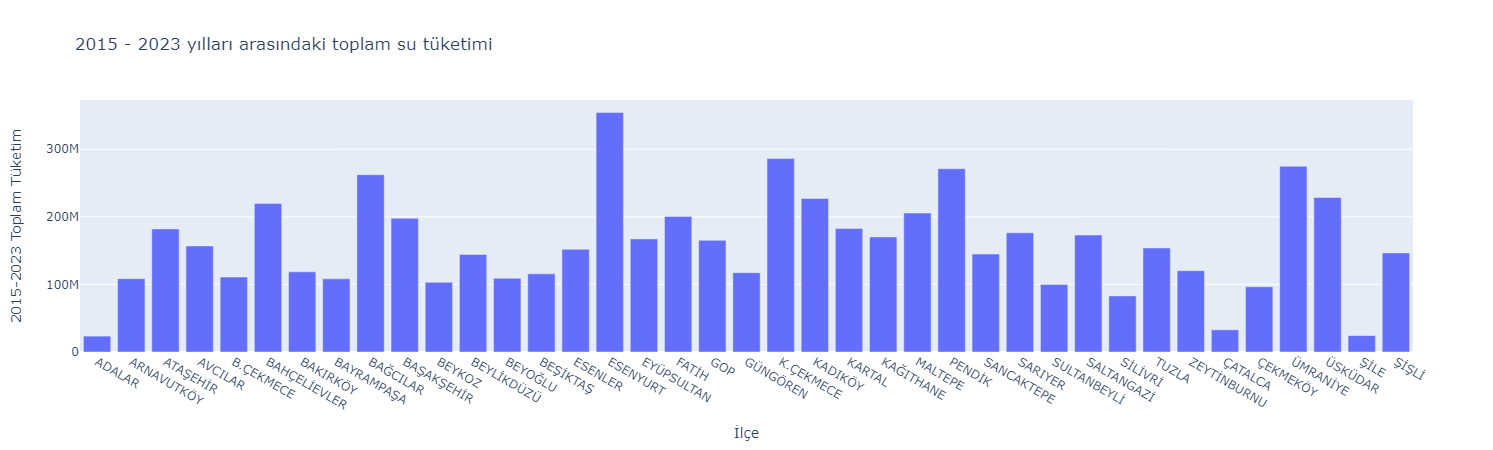 2015 - 2023 yılları arasındaki toplam su tüketimi
2015-2023 Toplam Tüketim
300M
200M
100M
0
ADALAR
ARNAVUTKÖY
ATAŞEHİR
AVCILAR
B.ÇEKMECE
BAHÇELİEVLER
BAKIRKÖY
BAYRAMPAŞA
BAĞCILAR
BAŞAKŞEHİR
BEYKOZ
BEYLİKDÜZÜ
BEYOĞLU
BEŞİKTAŞ
ESENLER
ESENYURT
EYÜPSULTAN
FATİH
GOP
GÜNGÖREN
K.ÇEKMECE
KADIKÖY
KARTAL
KAĞITHANE
MALTEPE
PENDİK
SANCAKTEPE
SARIYER
SULTANBEYLİ
SALTANGAZİ
SİLİVRİ
TUZLA
ZEYTİNBURNU
ÇATALCA
ÇEKMEKÖY
ÜMRANİYE
ÜSKÜDAR
ŞİLE
ŞİŞLİ
İlçe